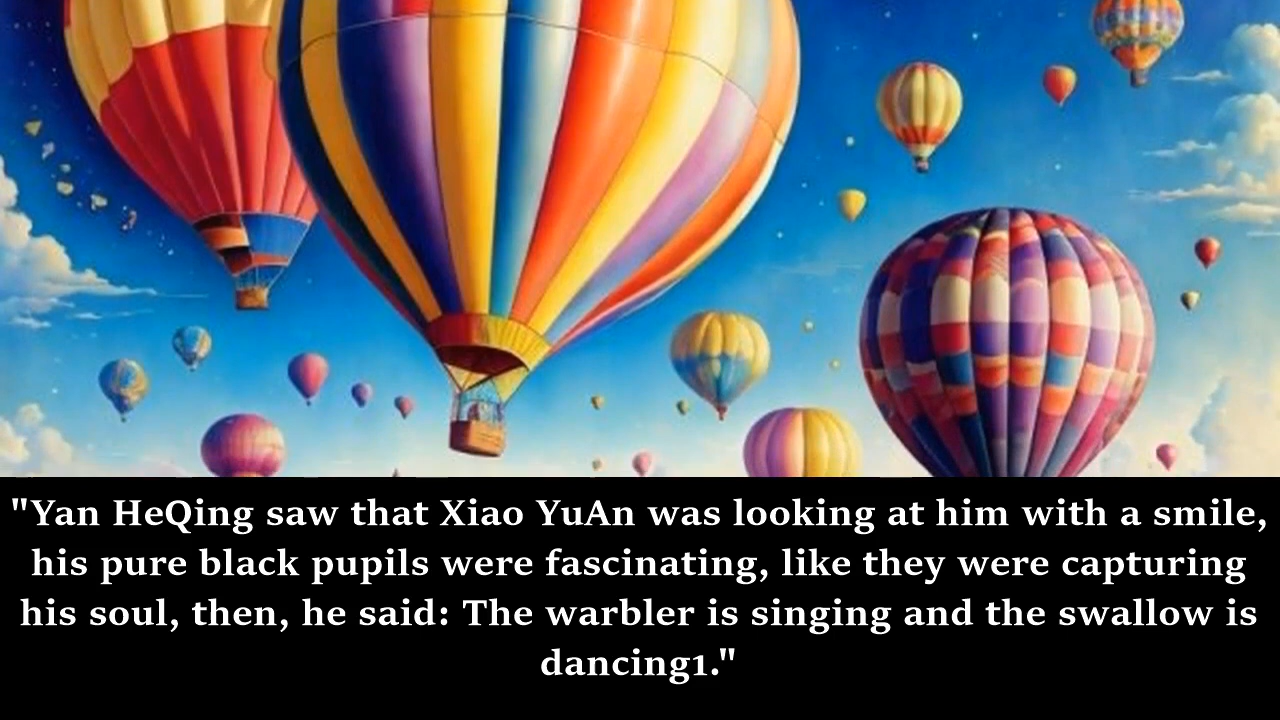 "Yan HeQing saw that Xiao YuAn was looking at him with a smile,
his pure black pupils were fascinating, like they were capturing
his soul, then, he said: The warbler is singing and the swallow is
dancing1."